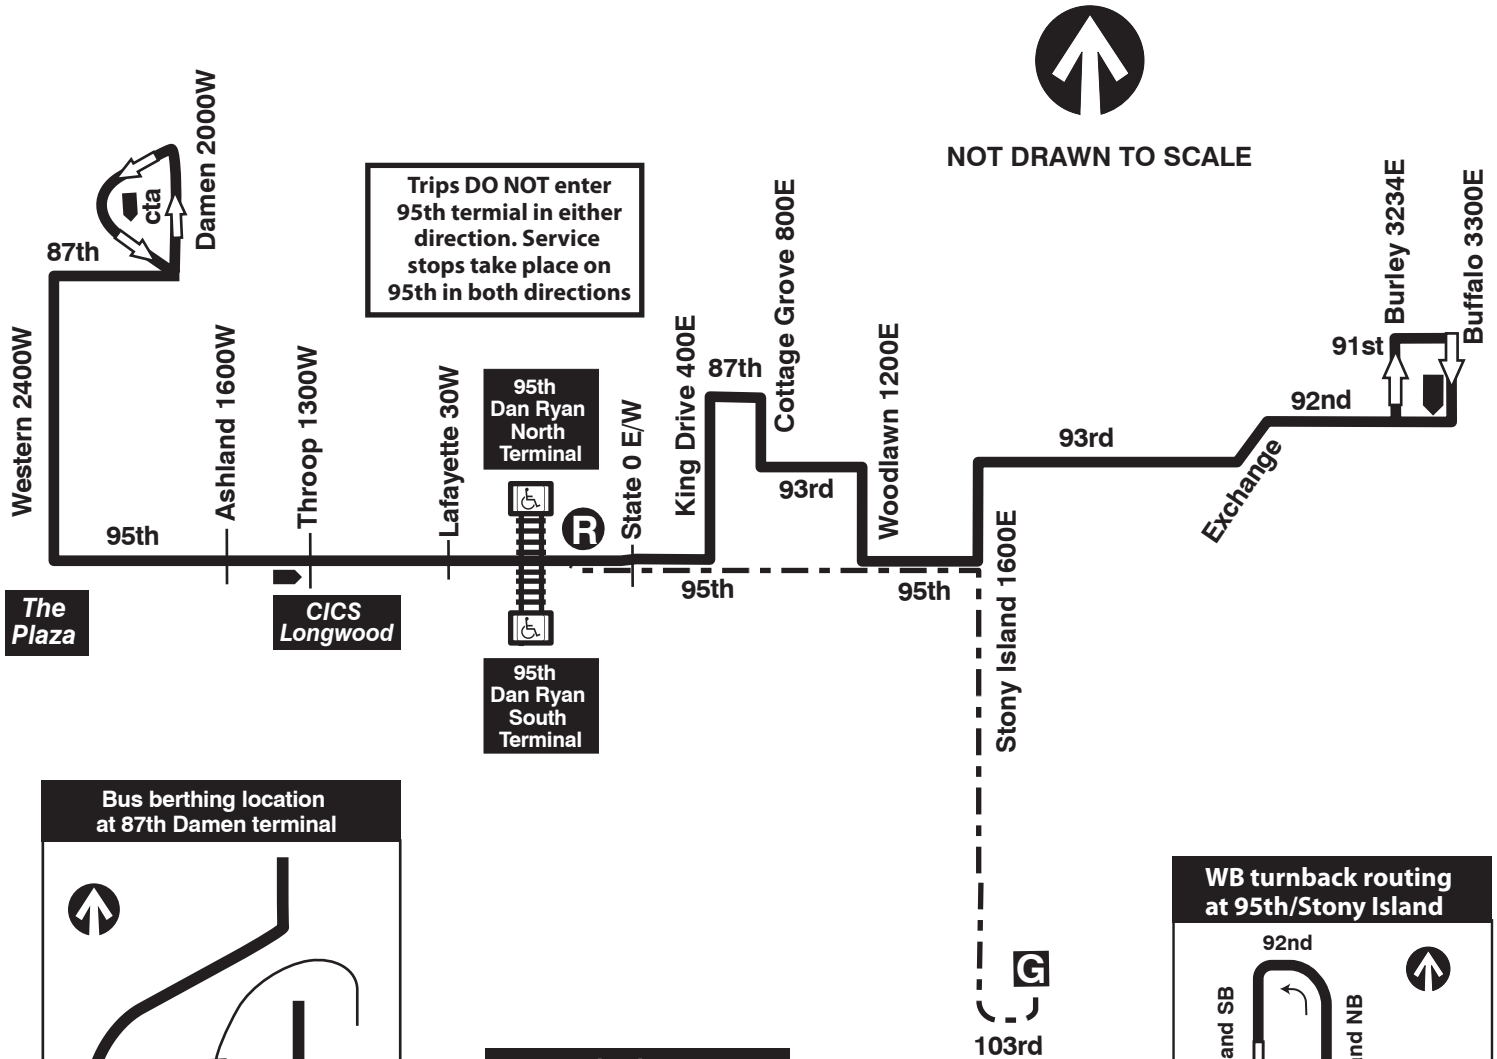 NOT DRAWN TO SCALE
Damen 2000W
cta
87th
Trips DO NOT enter
95th termial in either
direction. Service
stops take place on
95th in both directions
Western 2400W
95th
Ashland 1600W
Throop 1300W
Lafayette 30W
95th
Dan Ryan
North
Terminal
R
State 0 E/W
King Drive 400E
87th
Cottage Grove 800E
93rd
Woodlawn 1200E
93rd
Exchange
92nd
91st
Burley 3234E
Buffalo 3300E
The
Plaza
CICS
Longwood
95th
95th
Stony Island 1600E
95th
Dan Ryan
South
Terminal
Bus berthing location
at 87th Damen terminal
G
103rd
WB turnback routing
at 95th/Stony Island
92nd
and SB
nd NB